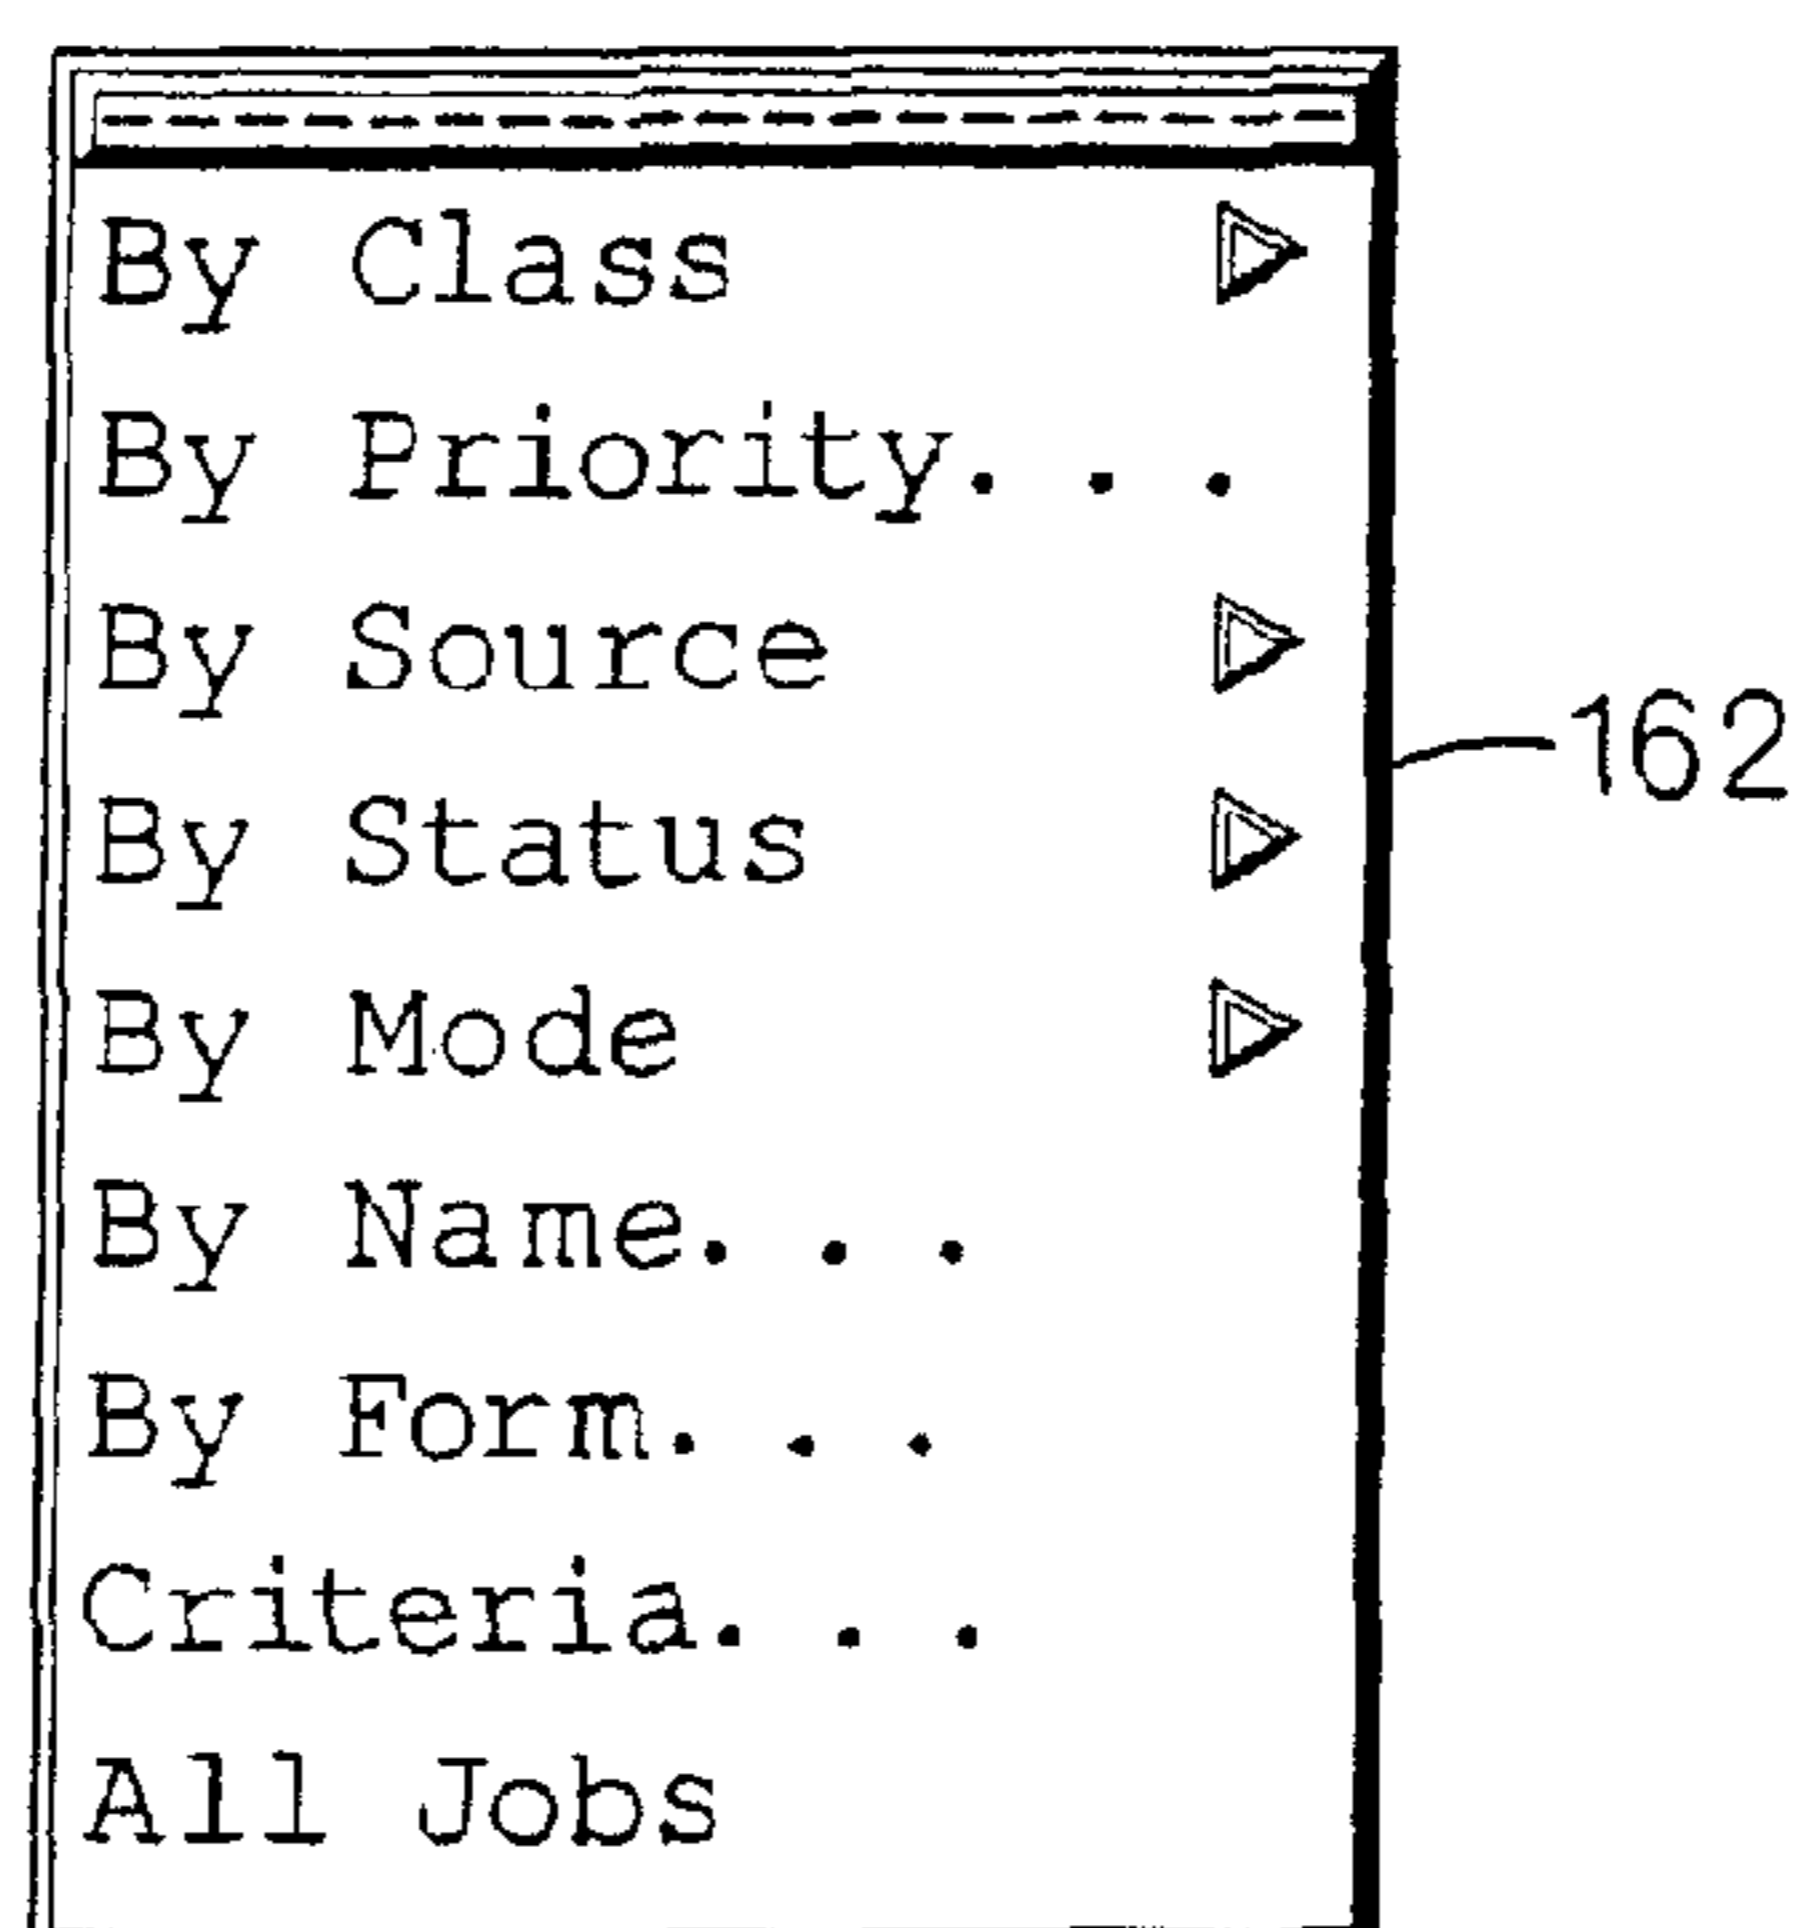 By Class
By Priority. . .
By Source
By Status
By Mode
By Name. . .
By Form. . .
Criteria. . .
All Jobs
162